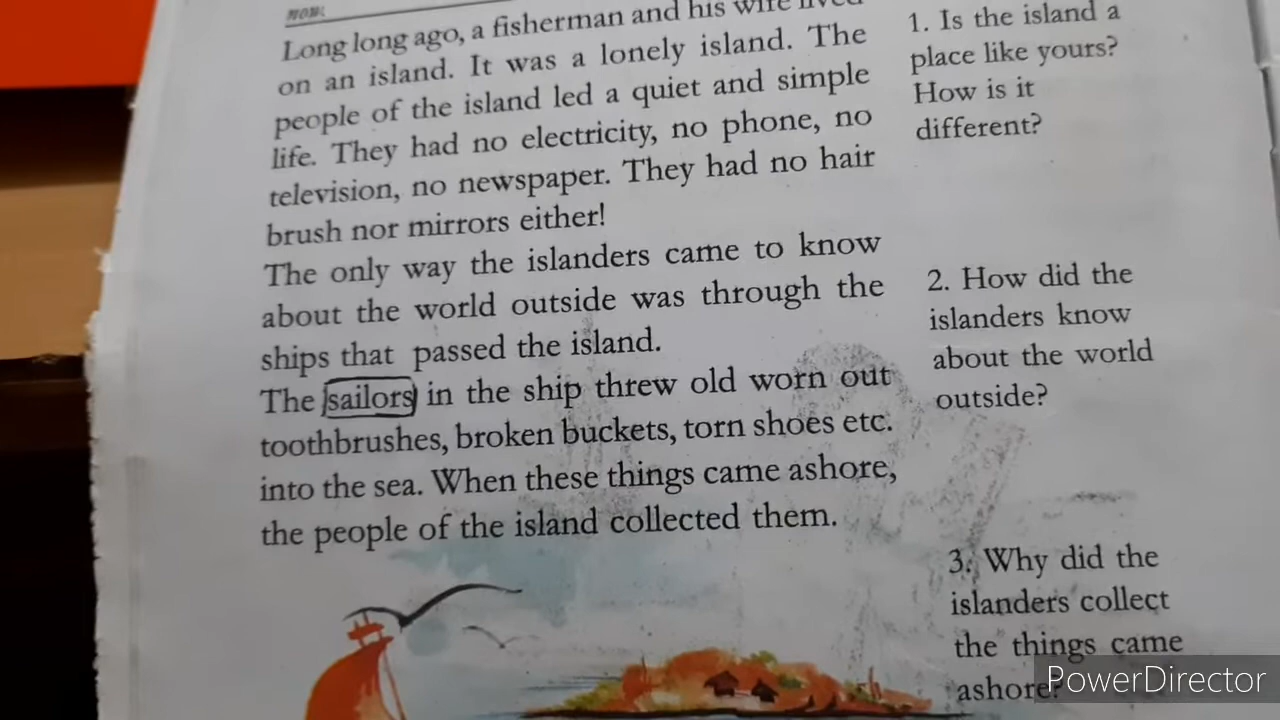 now:
Long long ago, a fisherman and his wife lived
on an island. It was a lonely island. The
people of the island led a quiet and simple
life. They had no electricity, no phone, no
television, no newspaper. They had no hair
brush nor mirrors either!
The only way the islanders came to know
about the world outside was through the
ships that passed the island.
The sailors in the ship threw old worn out
toothbrushes, broken buckets, torn shoes etc.
into the sea. When these things came ashore,
the people of the island collected them.
1. Is the island a
place like yours?
How is it
different?
2. How did the
islanders know
about the world
outside?
3. Why did the
islanders collect
the things came
ashore?
PowerDirector